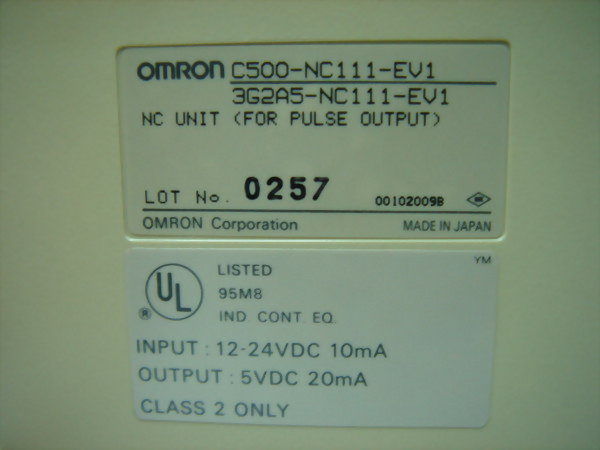 OMRON C500-NC111-EV1
3G2A5-NC111-EV1
NC UNIT (FOR PULSE OUTPUT)
LOT No. 0257 00102009B
OMRON Corporation MADE IN JAPAN
YM
UL LISTED
95M8
® IND. CONT. EQ.
INPUT : 12-24VDC 10mA
OUTPUT : 5VDC 20mA
CLASS 2 ONLY